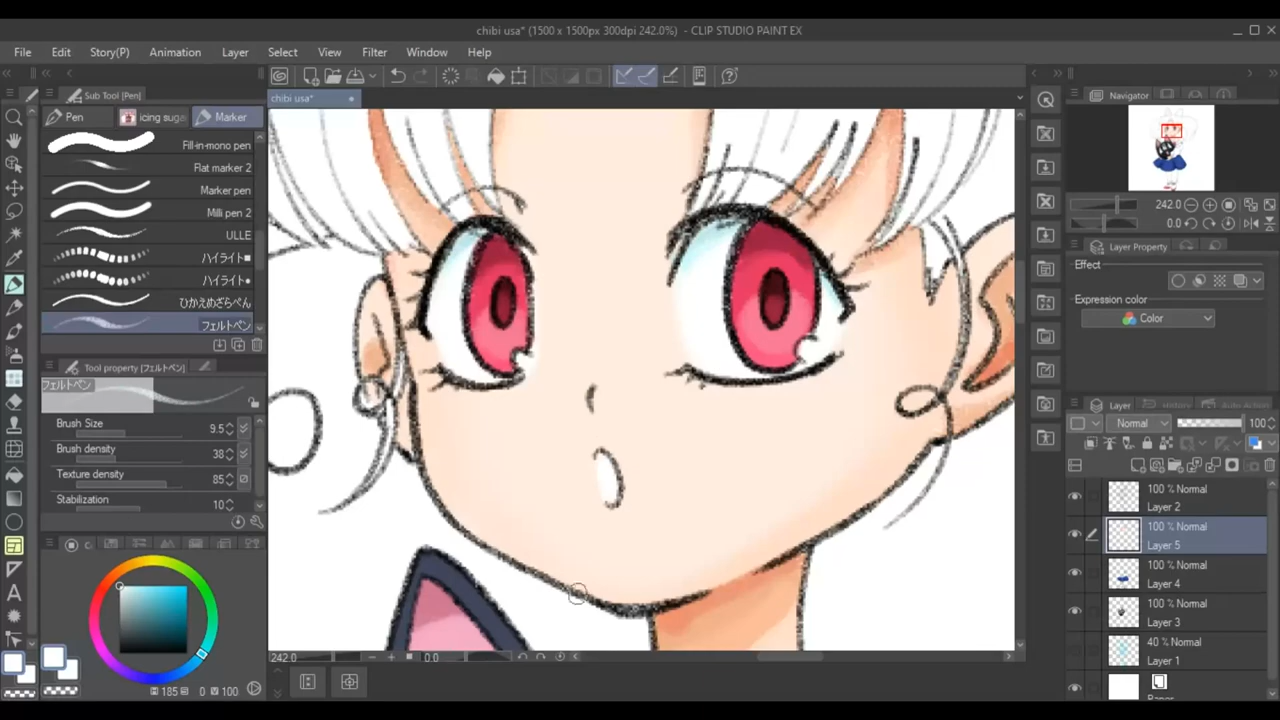 chibi usa* (1500 x 1500px 300dpi 242.0%) - CLIP STUDIO PAINT EX
File Edit Story(P) Animation Layer Select View Filter Window Help
Sub Tool [Pen]
chibi usa*
Navigator
Pen icing suga Marker
Fill-in-mono pen
Flat marker 2
Marker pen
Milli pen 2
ULLE
ハイライト■
ハイライト●
ひかえめざらぺん
フェルトペン
Tool property [フェルトペン]
フェルトペン
Brush Size 9.5
Brush density 38
Texture density 85
Stabilization 10
185 0 V 100
242.0 0.0
242.0
0.0
Layer Property
Effect
Expression color
Color
Layer History Auto Action
Normal 100
100 % Normal
Layer 2
100 % Normal
Layer 5
100 % Normal
Layer 4
100 % Normal
Layer 3
40 % Normal
Layer 1